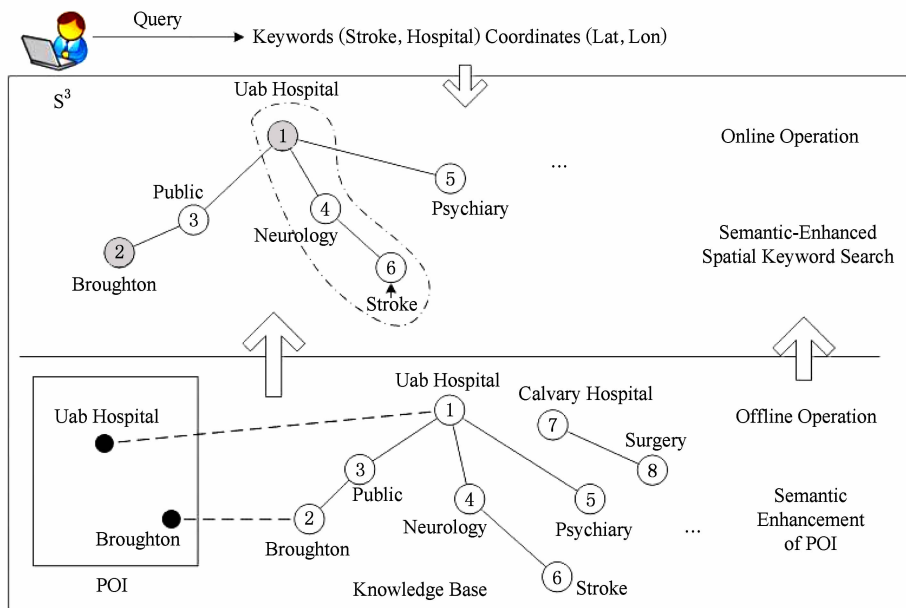 Query
Keywords (Stroke, Hospital) Coordinates (Lat, Lon)
S³
Uab Hospital
1
Online Operation
...
5
Psychiary
Public
3
4
Neurology
2
Broughton
6
Stroke
Semantic-Enhanced
Spatial Keyword Search
Uab Hospital
Calvary Hospital
Offline Operation
Uab Hospital
1
7
Surgery
8
3
Public
4
Neurology
5
Psychiary
2
Broughton
Broughton
...
Semantic
Enhancement
of POI
6
Stroke
POI
Knowledge Base